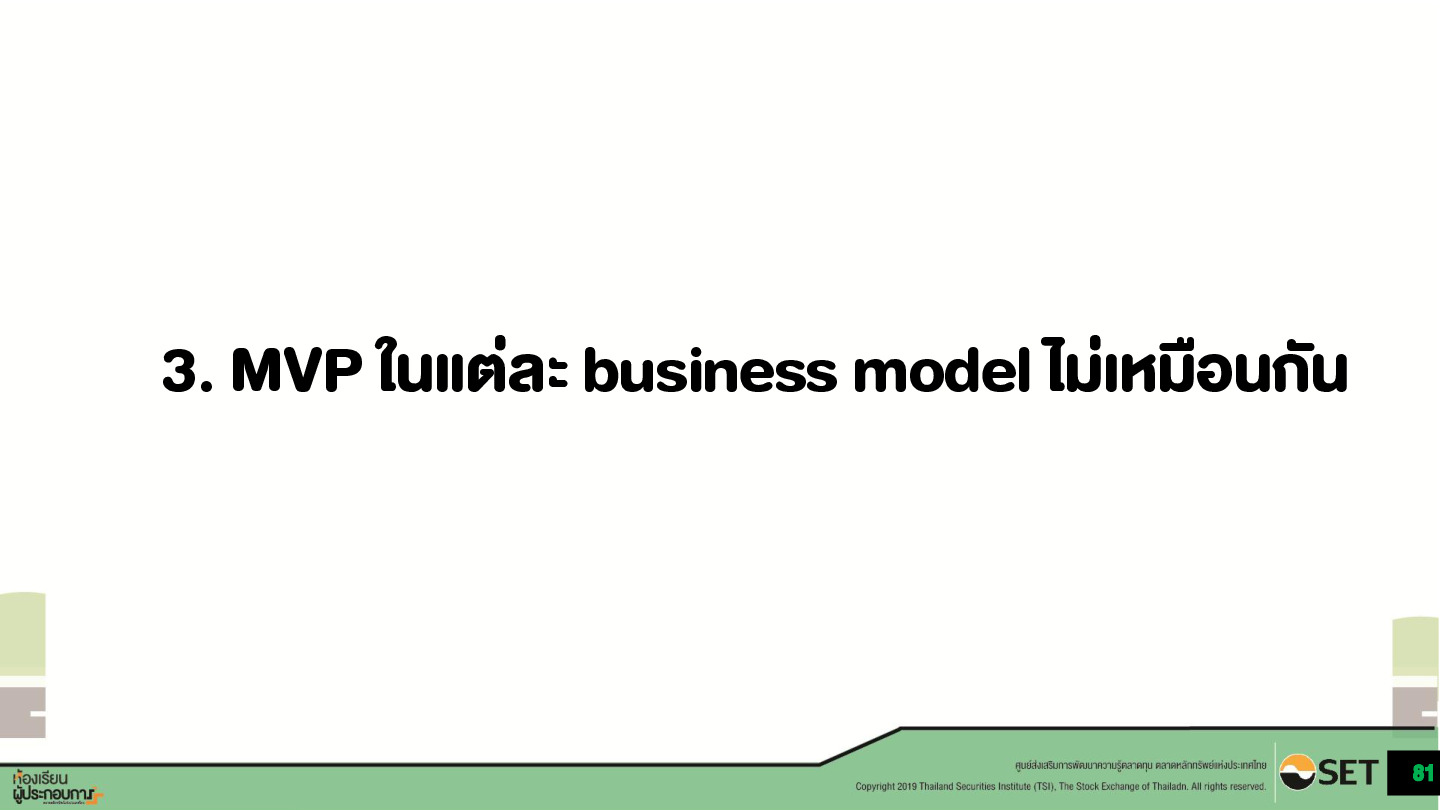 3. MVP ในแต่ละ business model ไม่เหมือนกัน
ศูนย์ส่งเสริมการพัฒนาความรู้ตลาดทุน ตลาดหลักทรัพย์แห่งประเทศไทย
Copyright 2019 Thailand Securities Institute (TSI), The Stock Exchange of Thailadn. All rights reserved.
SET
81
ห้องเรียน
ผู้ประกอบการ